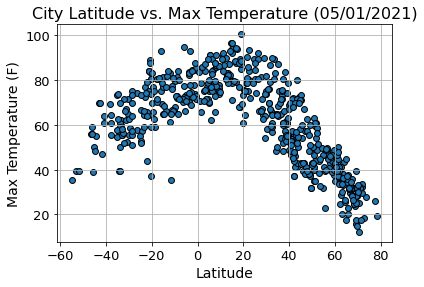 City Latitude vs. Max Temperature (05/01/2021)
100
80
60
40
20
Max Temperature (F)
−60 −40 −20 0 20 40 60 80
Latitude